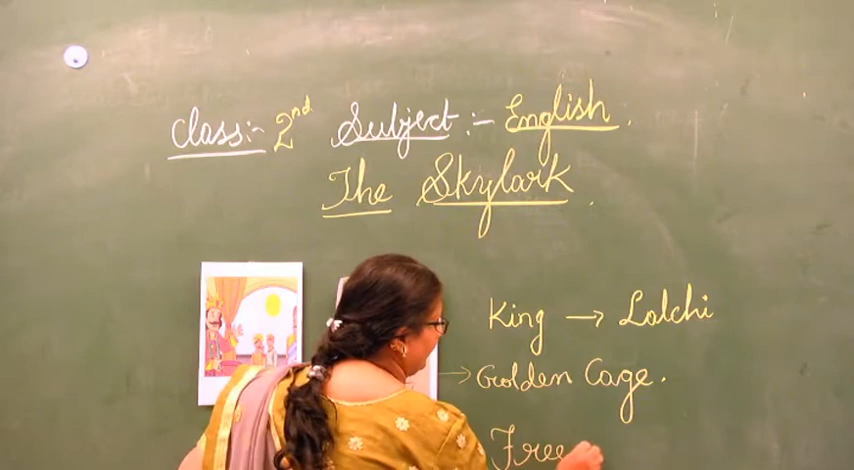 Class:- 2nd Subject:- English.
The Skylark.
King → Lalchi
→ Golden Cage.
Free